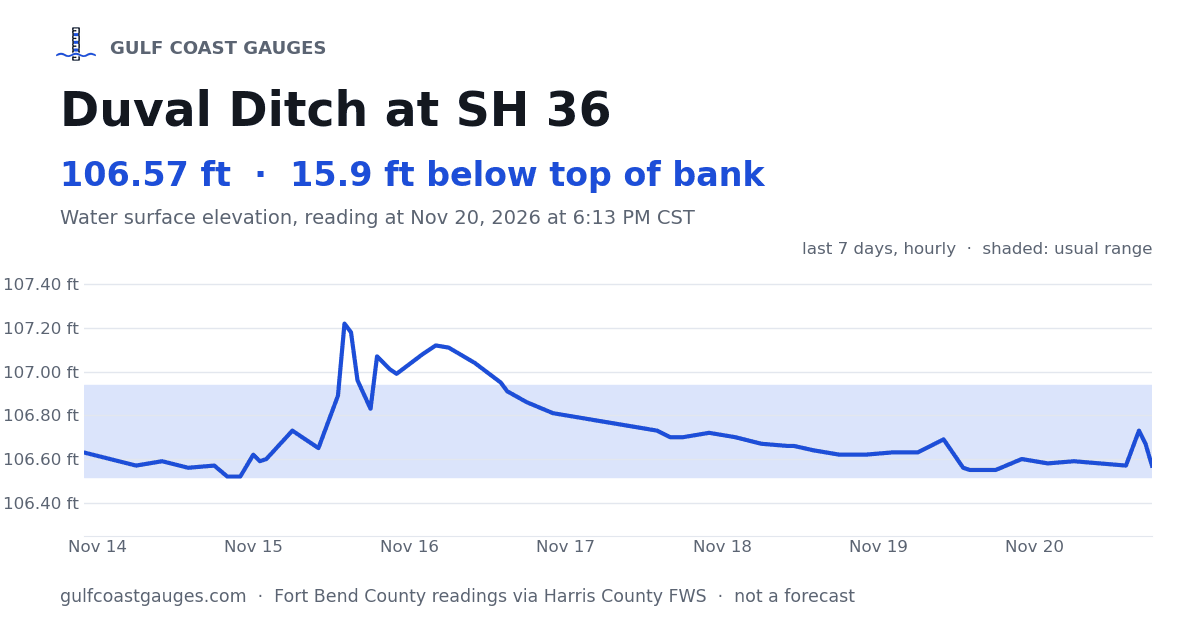 GULF COAST GAUGES
Duval Ditch at SH 36
106.57 ft · 15.9 ft below top of bank
Water surface elevation, reading at Nov 20, 2026 at 6:13 PM CST
last 7 days, hourly · shaded: usual range
107.40 ft
107.20 ft
107.00 ft
106.80 ft
106.60 ft
106.40 ft
Nov 14 Nov 15 Nov 16 Nov 17 Nov 18 Nov 19 Nov 20
gulfcoastgauges.com · Fort Bend County readings via Harris County FWS · not a forecast